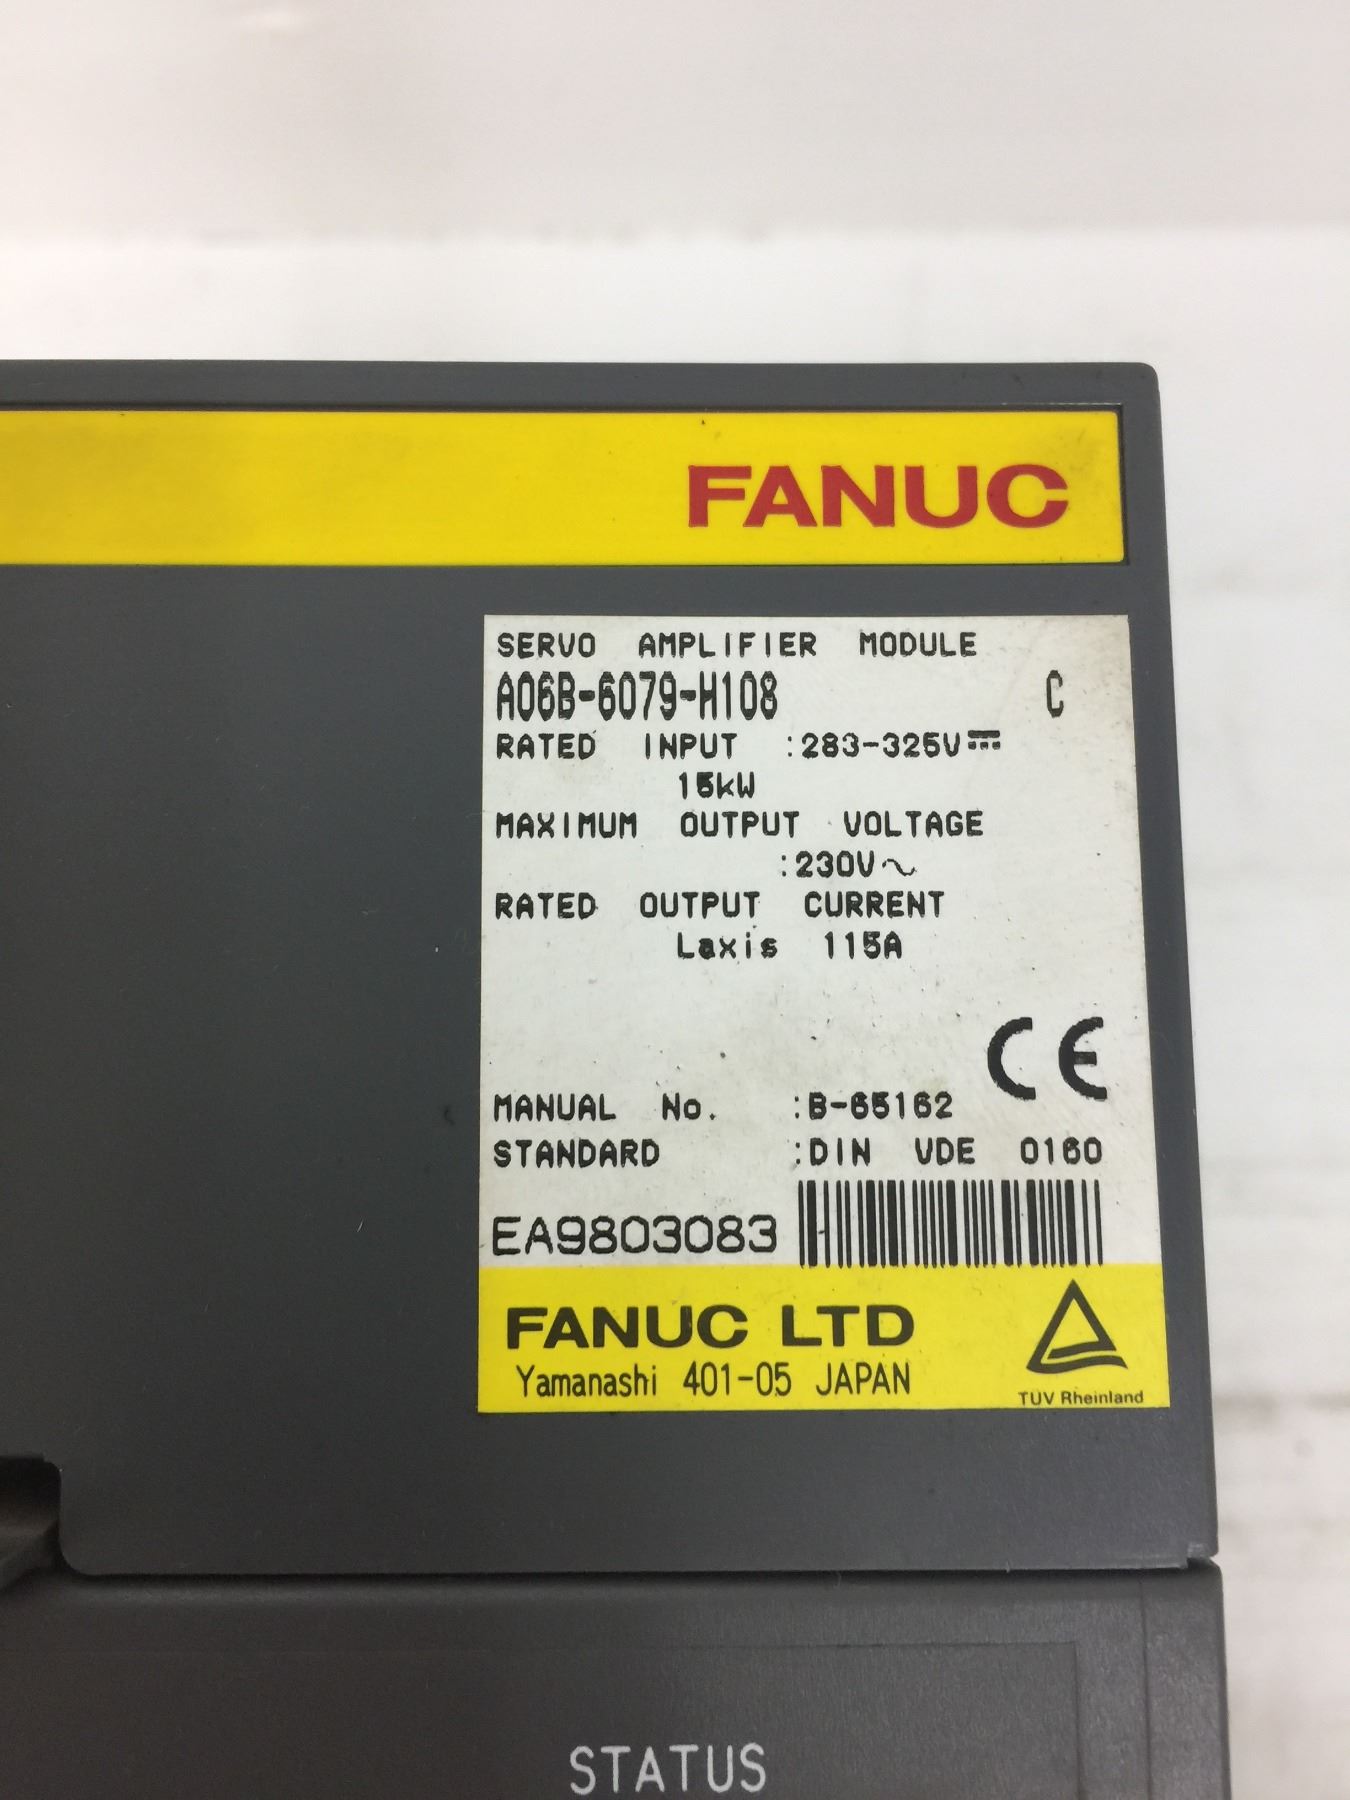 FANUC
SERVO AMPLIFIER MODULE
A06B-6079-H108 C
RATED INPUT :283-325V⎓
15kW
MAXIMUM OUTPUT VOLTAGE
:230V～
RATED OUTPUT CURRENT
Laxis 115A
CE
MANUAL No. :B-65162
STANDARD :DIN VDE 0160
EA9803083
FANUC LTD
Yamanashi 401-05 JAPAN
TÜV Rheinland
STATUS